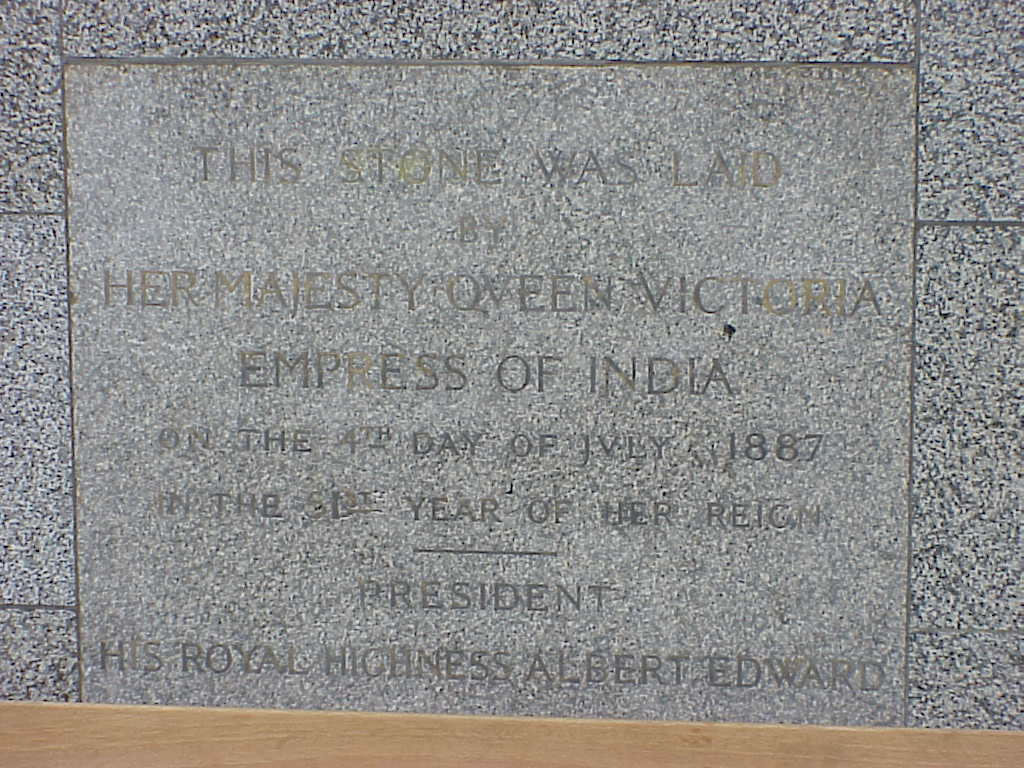 THIS STONE WAS LAID
BY
HER MAJESTY QVEEN VICTORIA
EMPRESS OF INDIA
ON THE 4TH DAY OF JVLY 1887
IN THE 51ST YEAR OF HER REIGN
PRESIDENT
HIS ROYAL HIGHNESS ALBERT EDWARD